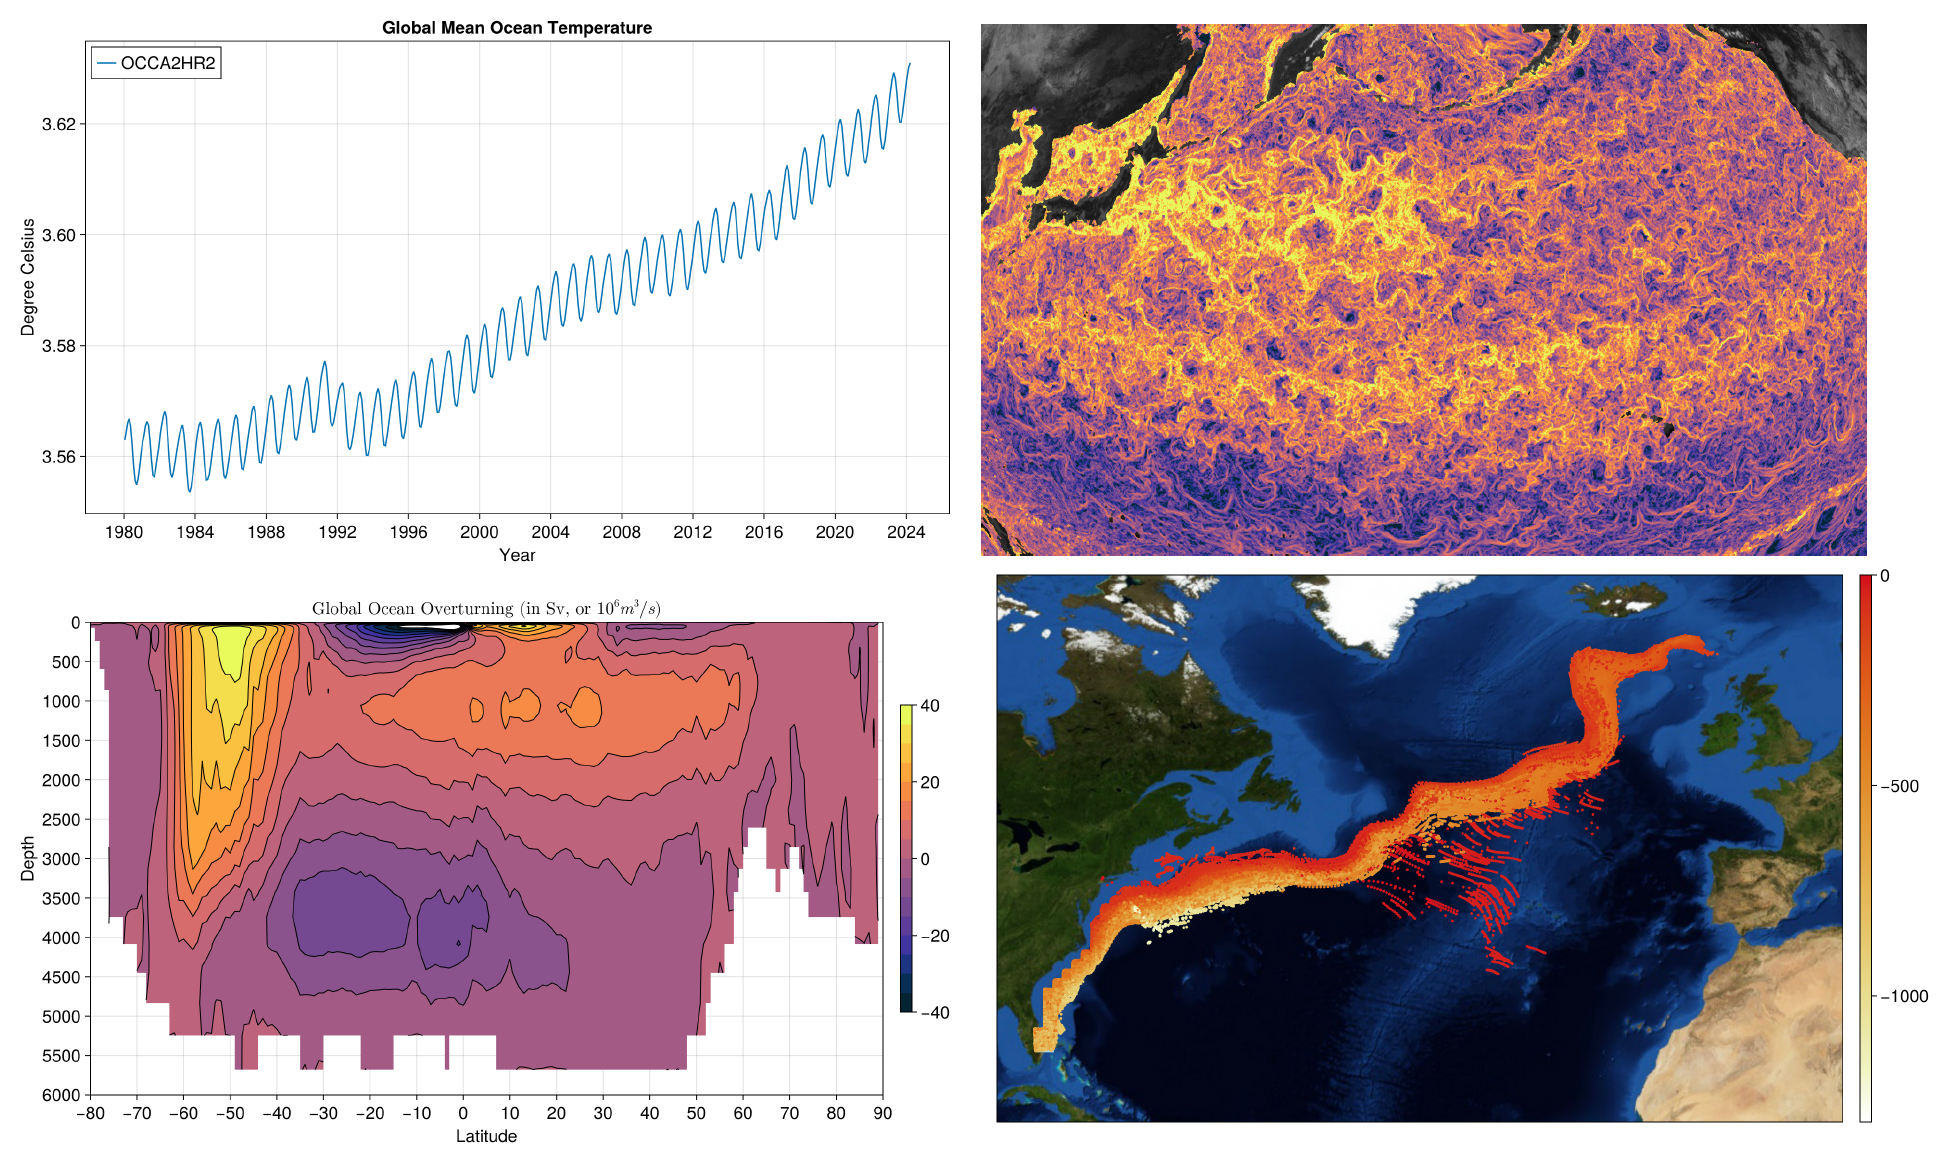 Global Mean Ocean Temperature
OCCA2HR2
Degree Celsius
3.62
3.60
3.58
3.56
1980 1984 1988 1992 1996 2000 2004 2008 2012 2016 2020 2024
Year
Global Ocean Overturning (in Sv, or 10⁶m³/s)
Depth
0
500
1000
1500
2000
2500
3000
3500
4000
4500
5000
5500
6000
−80 −70 −60 −50 −40 −30 −20 −10 0 10 20 30 40 50 60 70 80 90
Latitude
40
20
0
−20
−40
0
−500
−1000